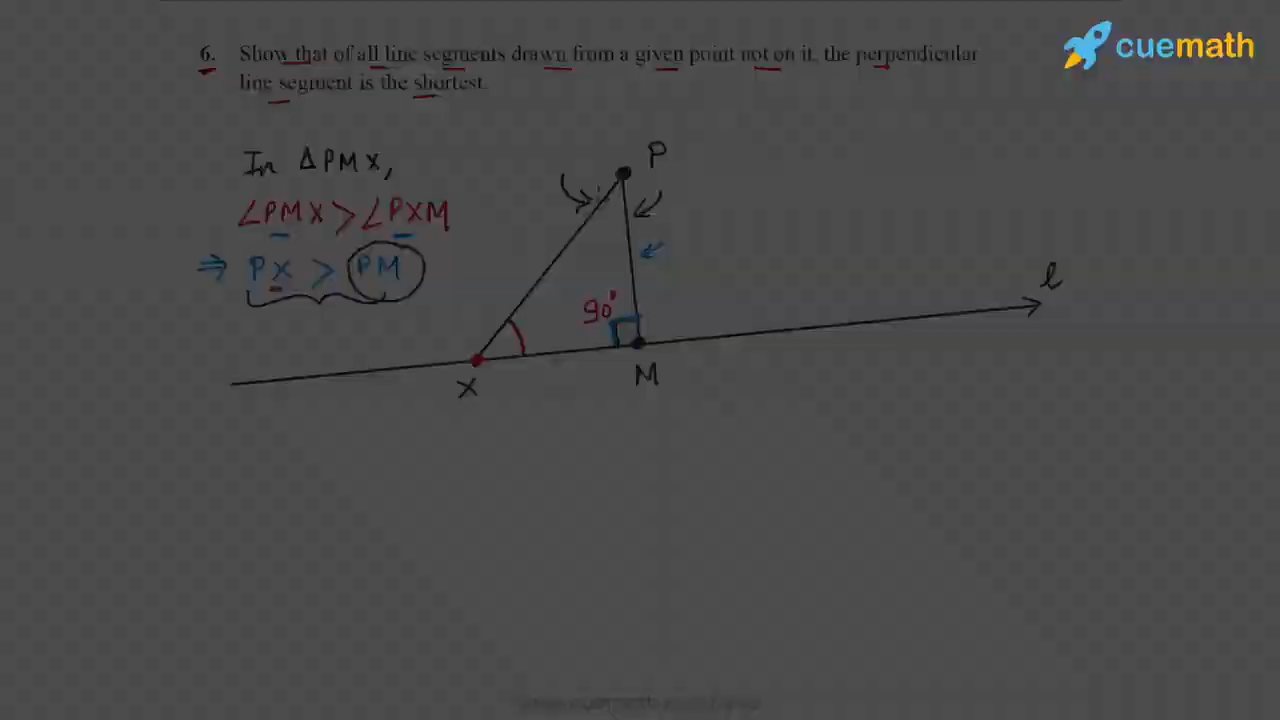 cuemath
6. Show that of all line segments drawn from a given point not on it, the perpendicular
line segment is the shortest.
In ΔPMX,
∠PMX > ∠PXM
⇒ PX > PM
P
90°
l
X
M